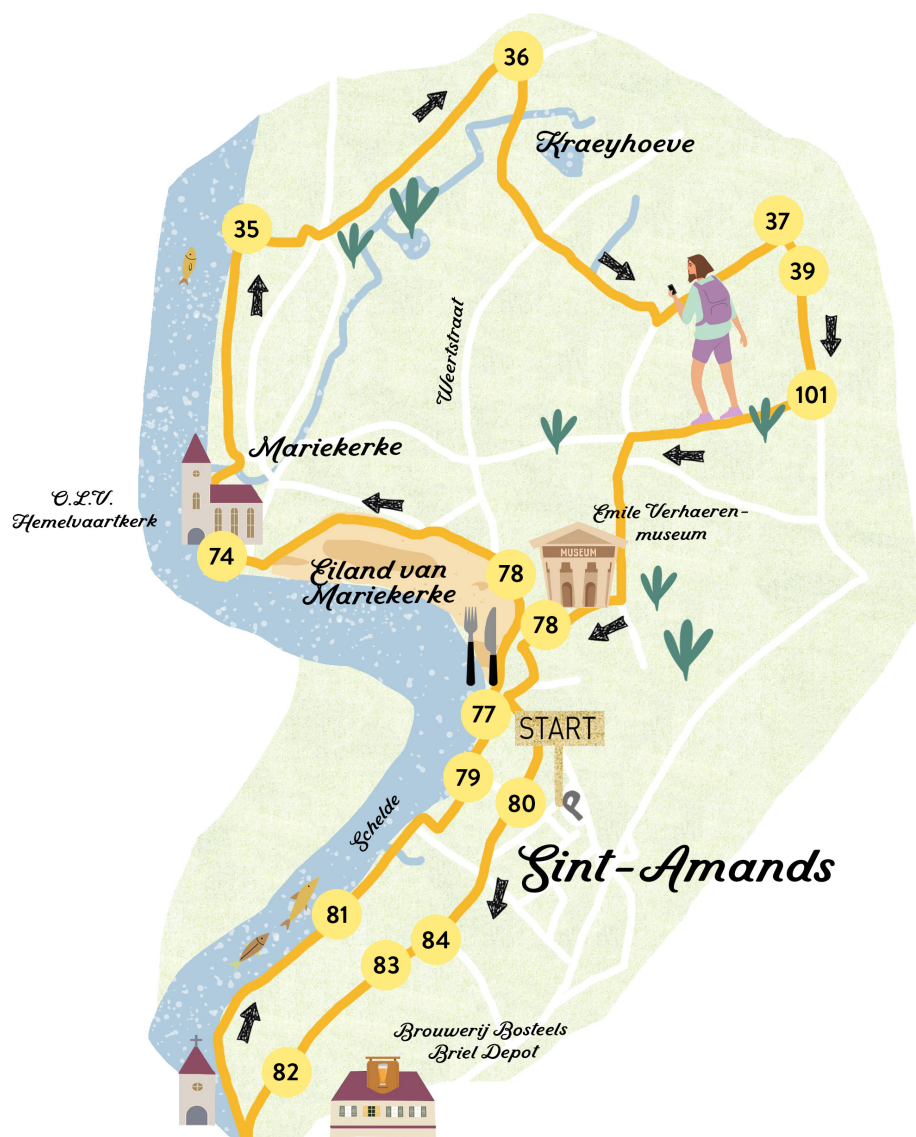 36
Kraeyhoeve
35
37
39
Weertstraat
101
Mariekerke
O.L.V.
Hemelvaartkerk
Emile Verhaeren-
museum
MUSEUM
74
Eiland van
Mariekerke
78
78
77
START
79
80
P
Schelde
Sint-Amands
81
84
83
Brouwerij Bosteels
Briel Depot
82